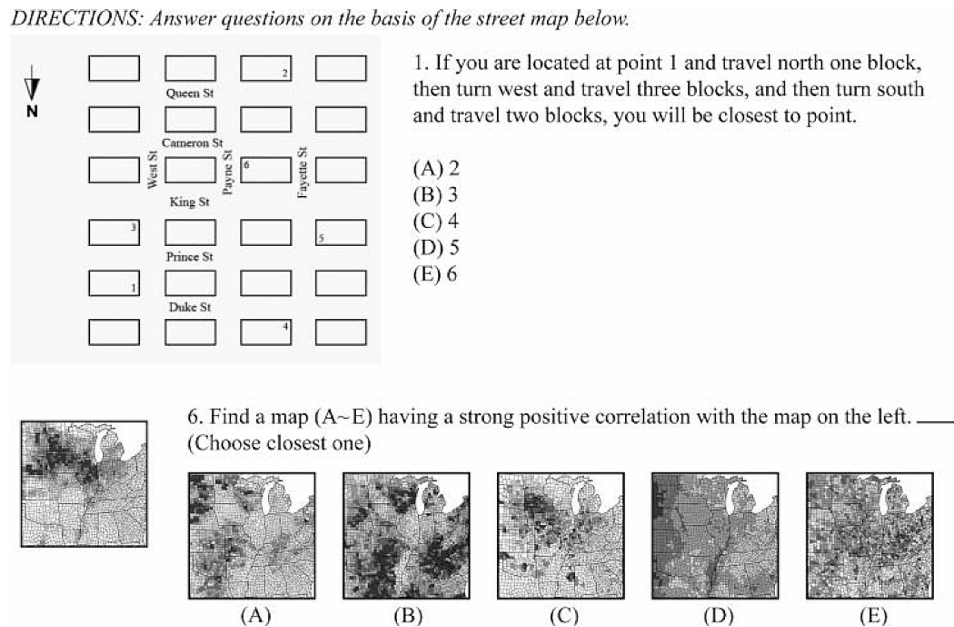 DIRECTIONS: Answer questions on the basis of the street map below.
N
2
Queen St
Cameron St
West St
Payne St
6
Fayette St
King St
3
5
Prince St
1
Duke St
4
1. If you are located at point 1 and travel north one block,
then turn west and travel three blocks, and then turn south
and travel two blocks, you will be closest to point.
(A) 2
(B) 3
(C) 4
(D) 5
(E) 6
6. Find a map (A~E) having a strong positive correlation with the map on the left. ____
(Choose closest one)
(A) (B) (C) (D) (E)